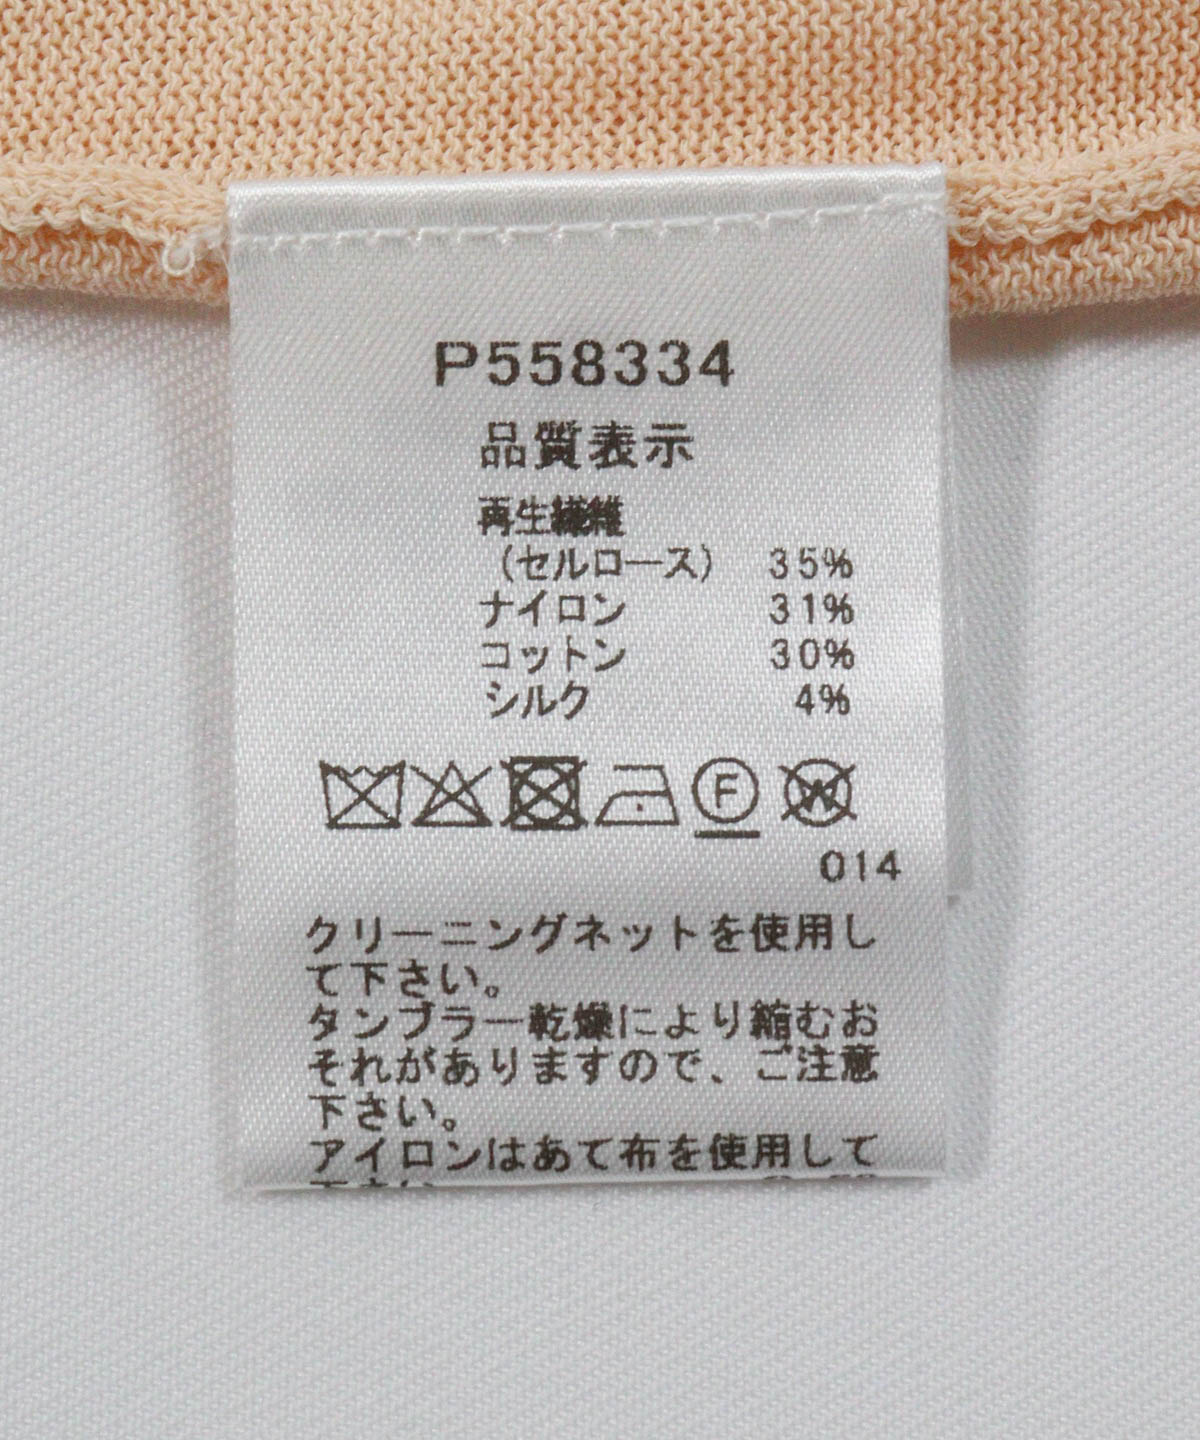 P558334
品質表示
再生繊維
(セルロース) 35%
ナイロン 31%
コットン 30%
シルク 4%
F W
014
クリーニングネットを使用し
て下さい。
タンブラー乾燥により縮むお
それがありますので、ご注意
下さい。
アイロンはあて布を使用して